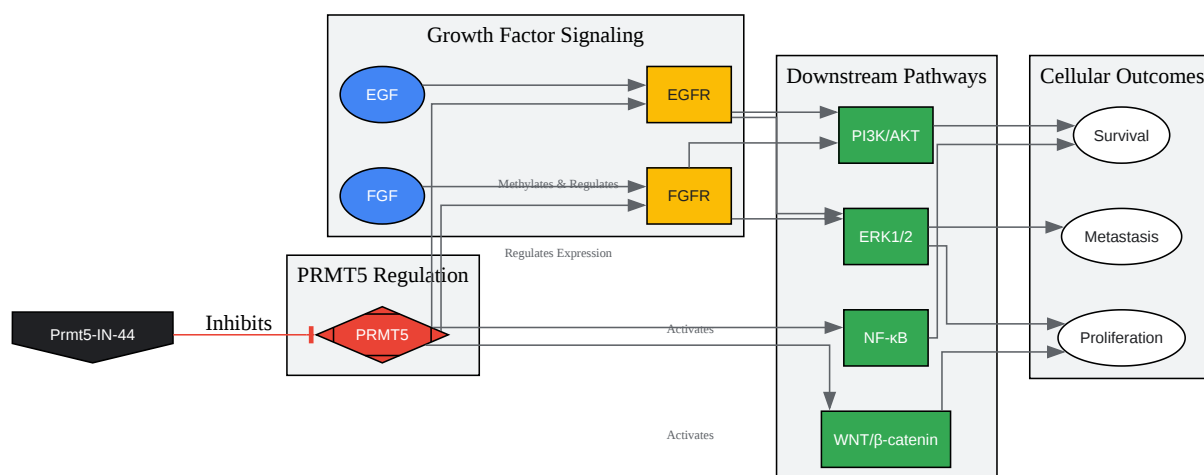 Growth Factor Signaling
EGF
EGFR
FGF
Methylates & Regulates
FGFR
Regulates Expression
PRMT5 Regulation
Prmt5-IN-44
Inhibits
PRMT5
Activates
Activates
Downstream Pathways
PI3K/AKT
ERK1/2
NF-κB
WNT/β-catenin
Cellular Outcomes
Survival
Metastasis
Proliferation